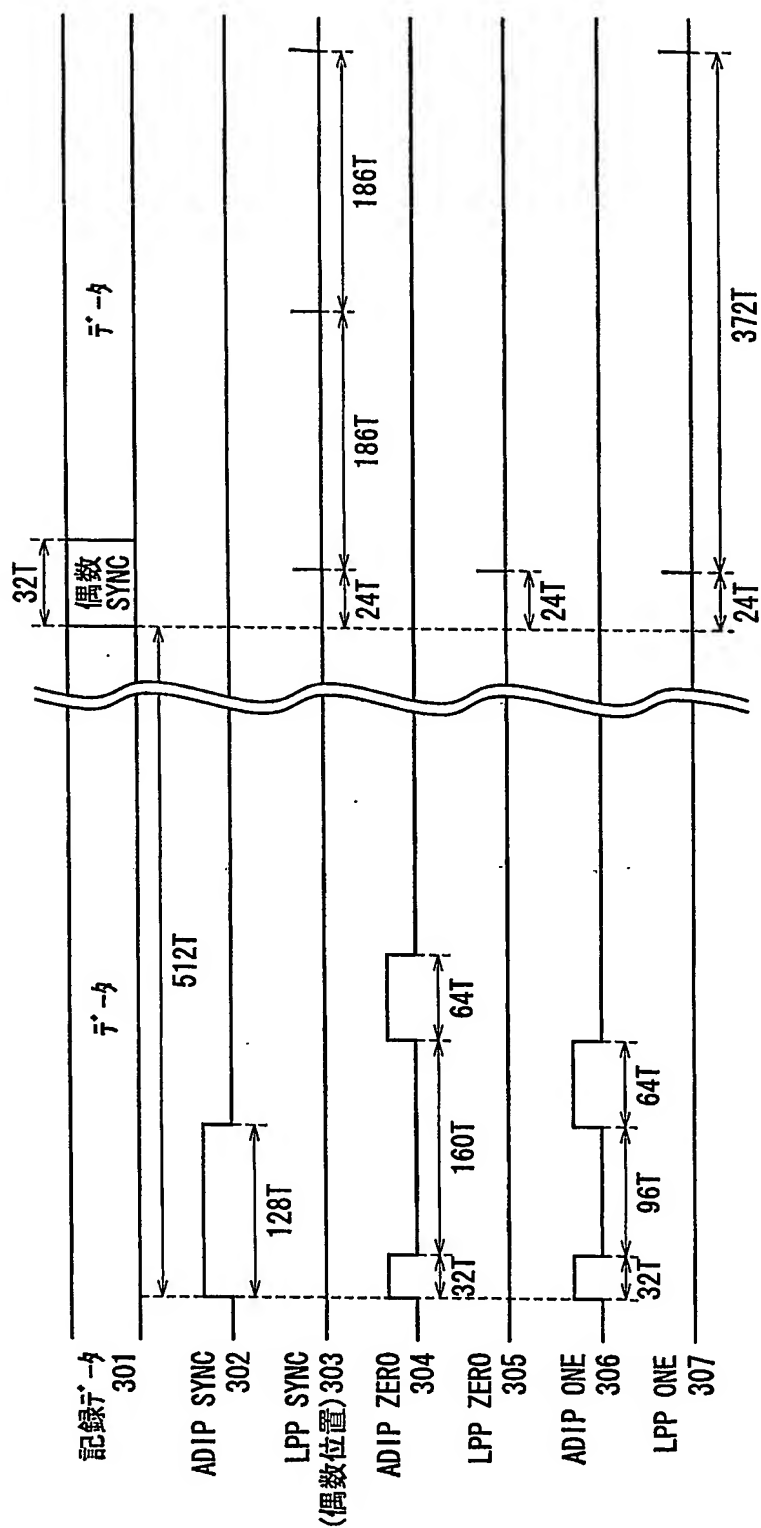 記録データ
301
データ
512T
32T
偶数
SYNC
データ
ADIP SYNC
302
128T
LPP SYNC
(偶数位置)303
24T
186T
186T
ADIP ZERO
304
32T
160T
64T
LPP ZERO
305
24T
ADIP ONE
306
32T
96T
64T
LPP ONE
307
24T
372T